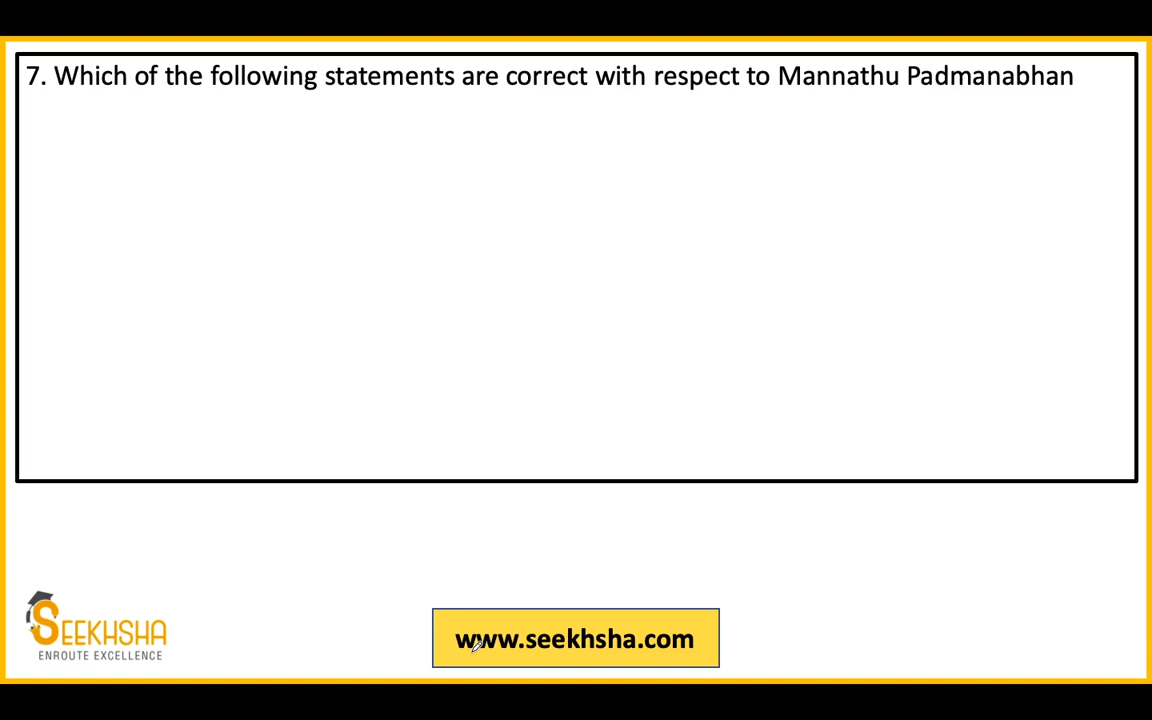 7. Which of the following statements are correct with respect to Mannathu Padmanabhan
SEEKHSHA
ENROUTE EXCELLENCE
www.seekhsha.com